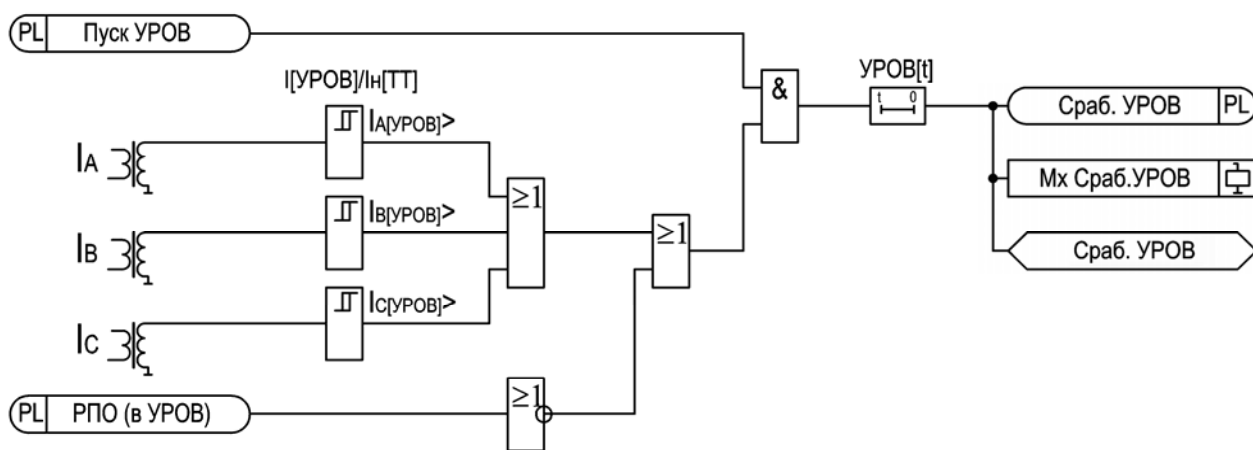 PL Пуск УРОВ
I[УРОВ]/Iн[ТТ]
УРОВ[t]
&
t 0
Сраб. УРОВ PL
IA
IA[УРОВ]>
≥1
Мх Сраб.УРОВ
IB
IB[УРОВ]>
≥1
Сраб. УРОВ
IC
IC[УРОВ]>
PL РПО (в УРОВ)
≥1